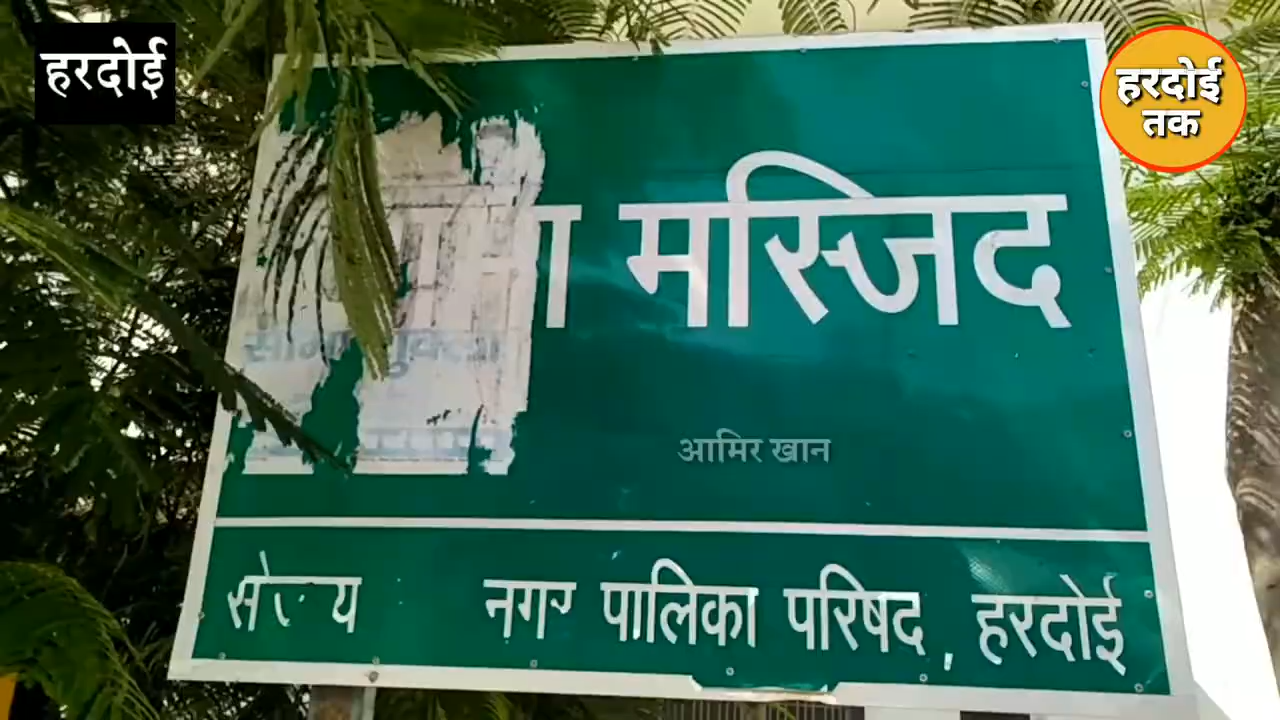 हरदोई
हरदोई
तक
मस्जिद
आमिर खान
नगर पालिका परिषद , हरदोई